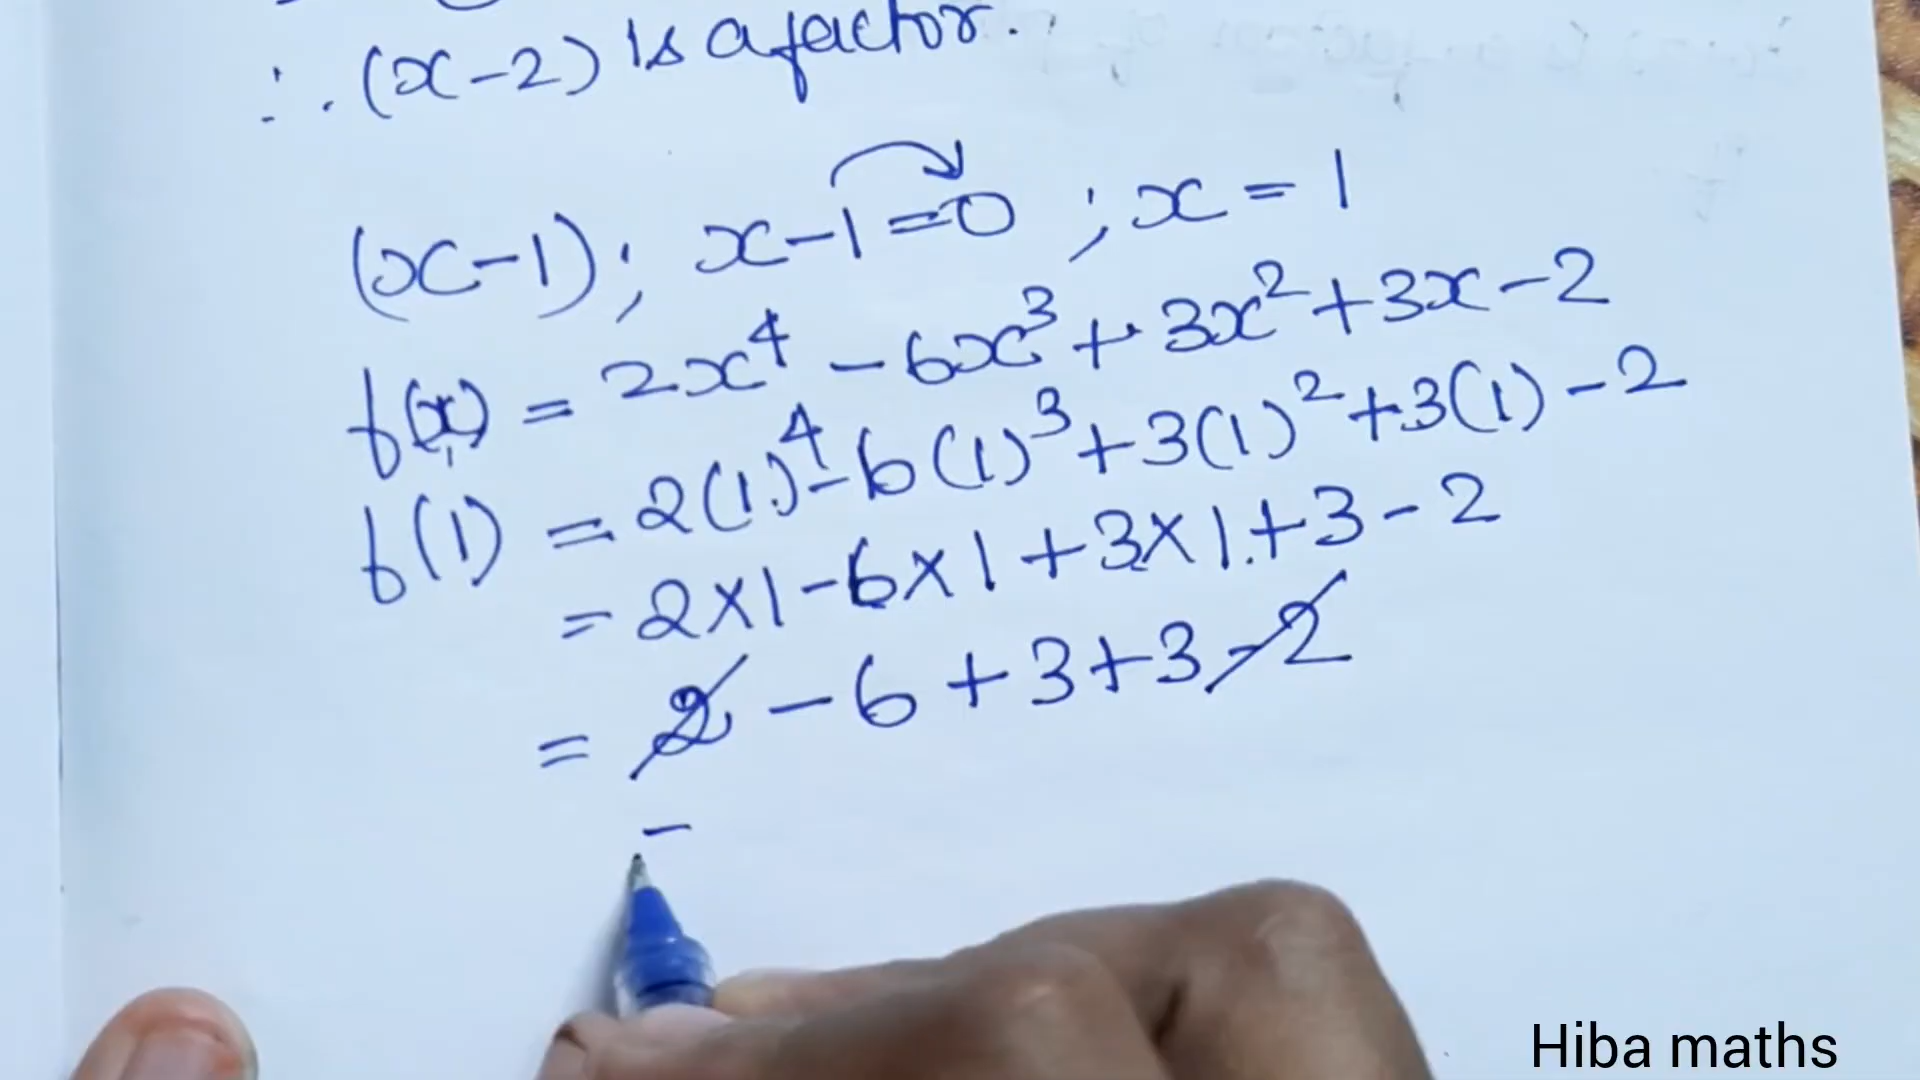 ∴ (x-2) is a factor.
(x-1); x-1=0 ; x=1
f(x) = 2x⁴ - 6x³ + 3x² + 3x - 2
f(1) = 2(1)⁴ - 6(1)³ + 3(1)² + 3(1) - 2
= 2×1 - 6×1 + 3×1 + 3 - 2
= 2 - 6 + 3 + 3 - 2
Hiba maths